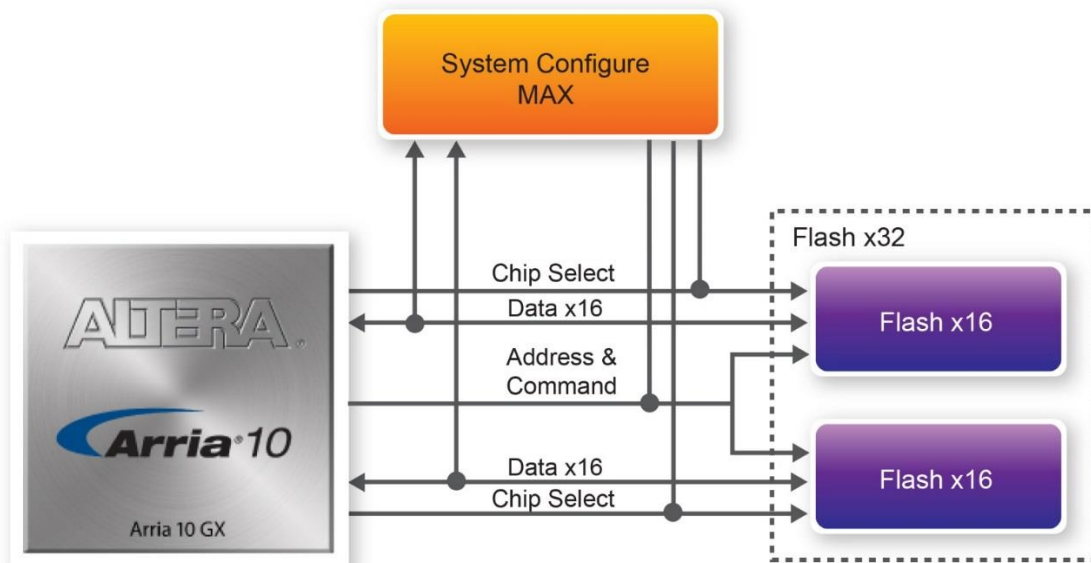 System Configure
MAX
Flash x32
Chip Select
Data x16
Flash x16
Address &
Command
ALTERA®
Arria®10
Data x16
Flash x16
Chip Select
Arria 10 GX